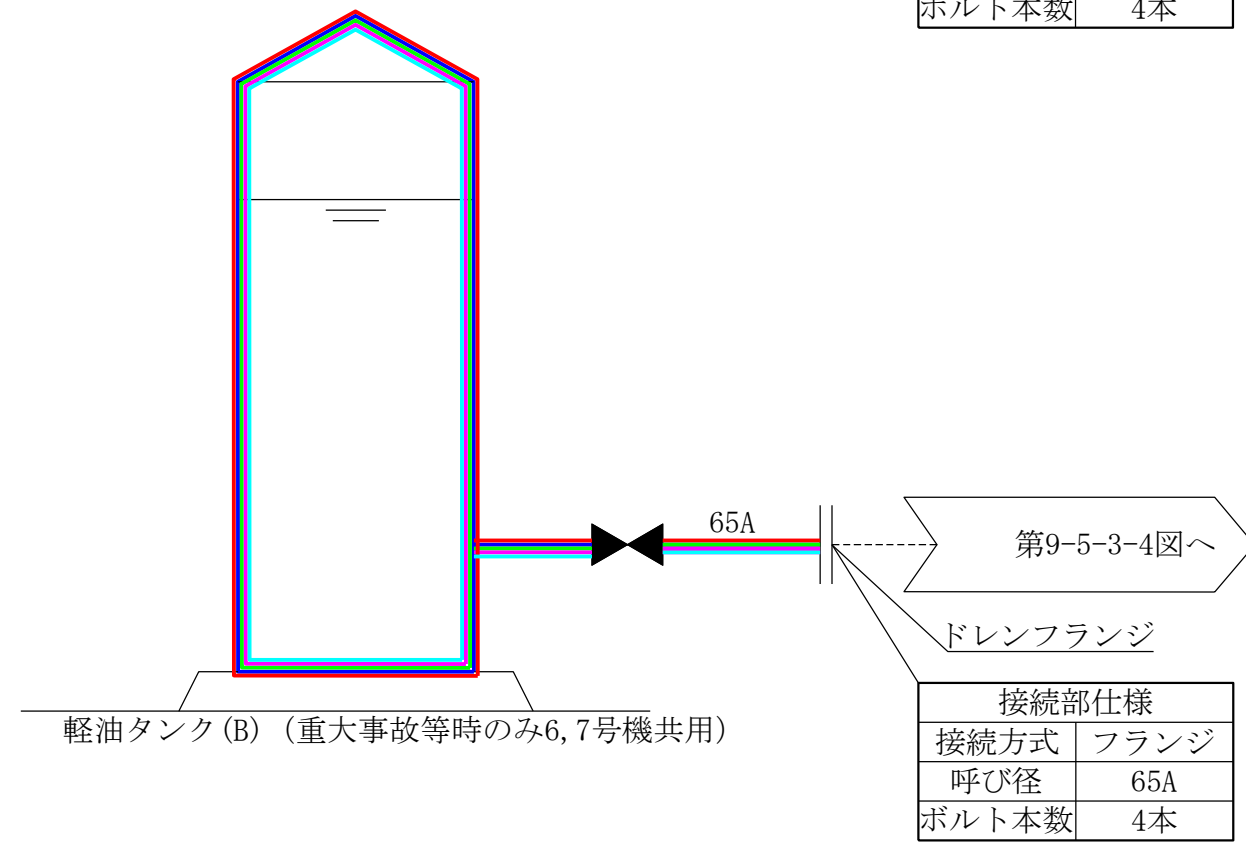 ボルト本数 4本
65A
第9-5-3-4図へ
ドレンフランジ
軽油タンク(B) (重大事故等時のみ6,7号機共用)
接続部仕様
接続方式 フランジ
呼び径 65A
ボルト本数 4本